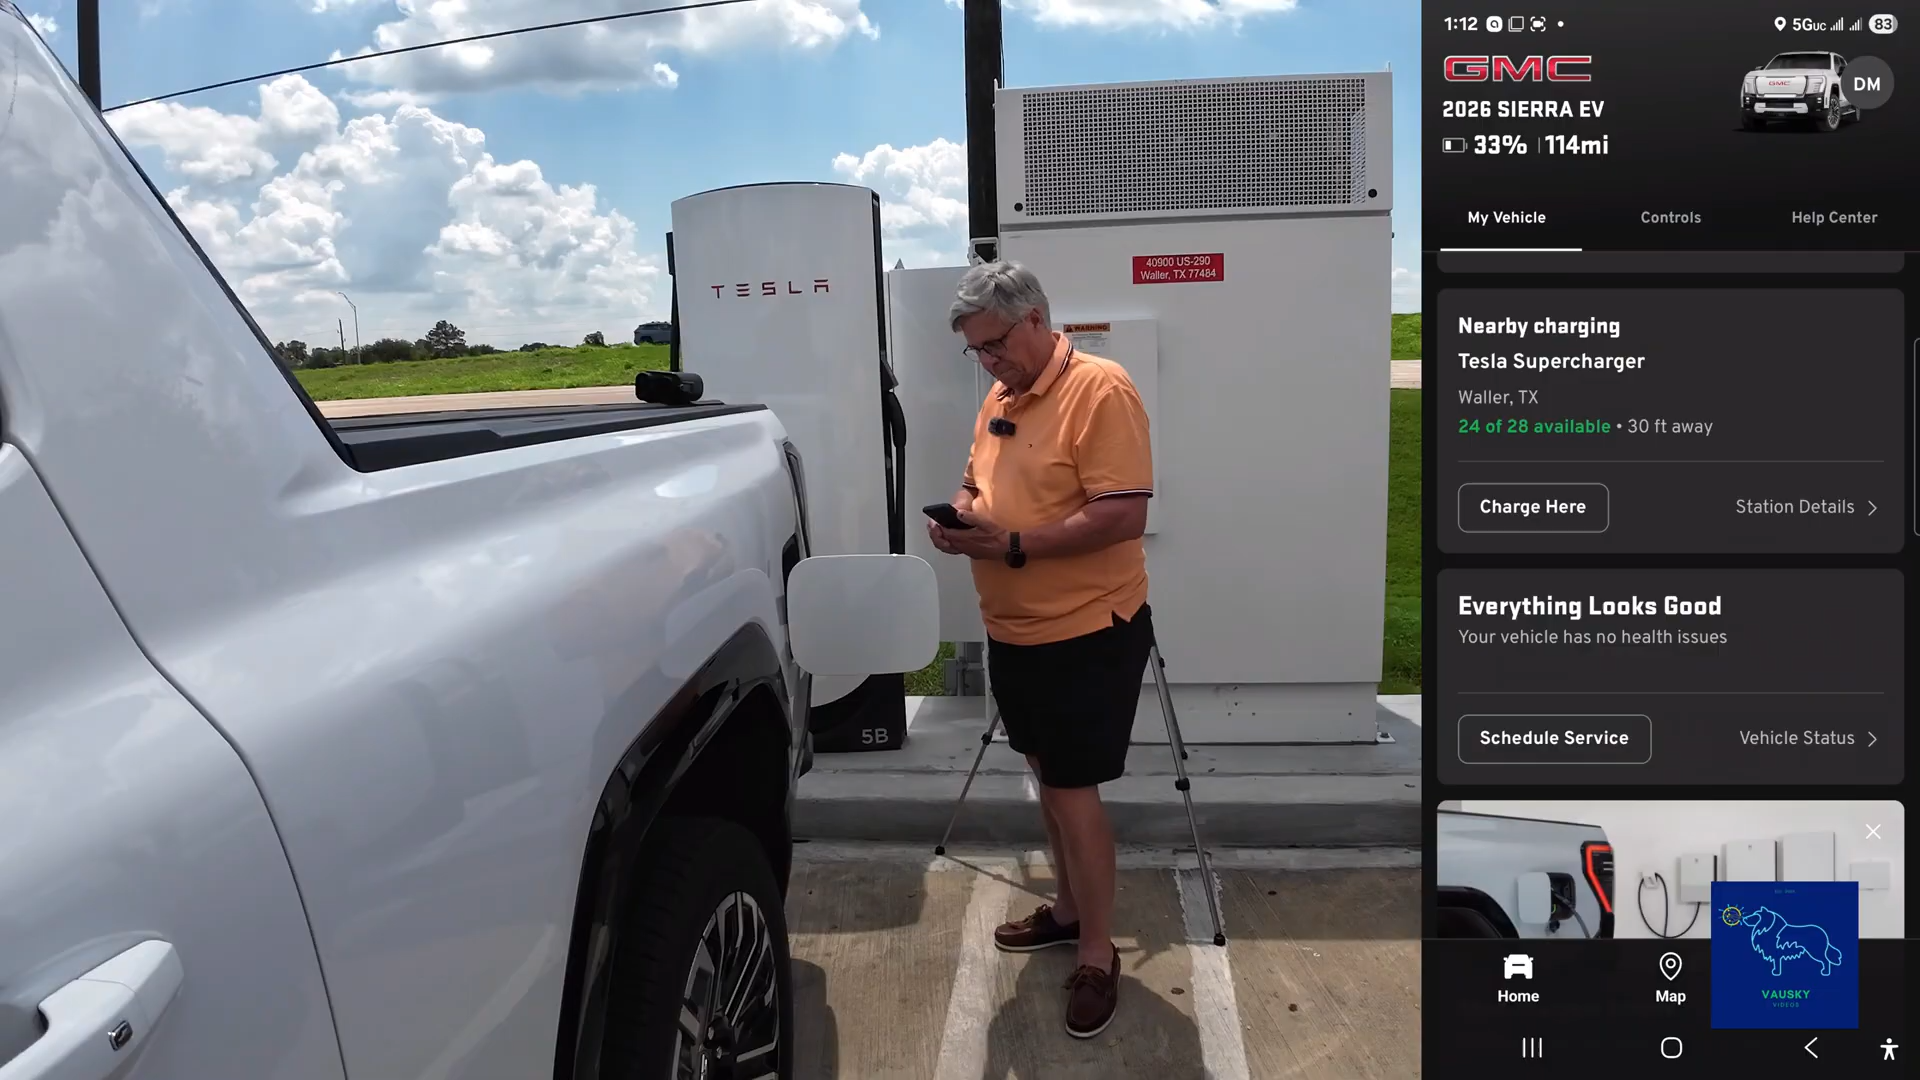 TESLA
40900 US-290
Waller, TX 77484
WARNING
5B
1:12
5GUC
83
GMC
DM
2026 SIERRA EV
33% | 114mi
My Vehicle
Controls
Help Center
Nearby charging
Tesla Supercharger
Waller, TX
24 of 28 available • 30 ft away
Charge Here
Station Details
Everything Looks Good
Your vehicle has no health issues
Schedule Service
Vehicle Status
Home
Map
VAUSKY
VIDEOS